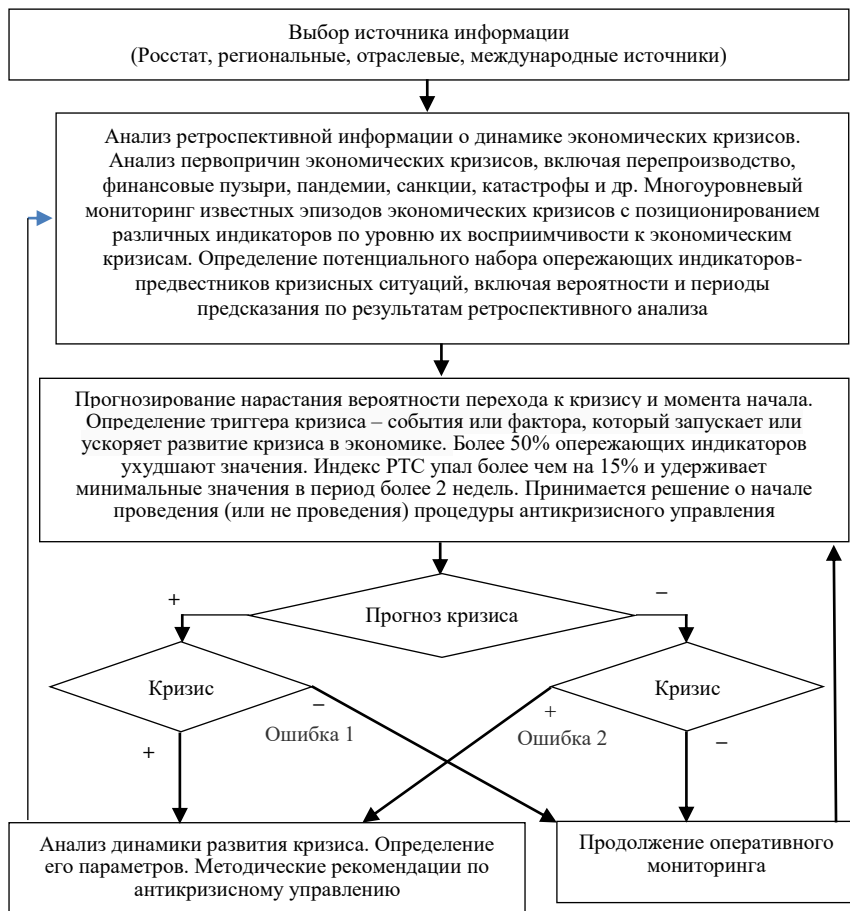 Выбор источника информации
(Росстат, региональные, отраслевые, международные источники)
Анализ ретроспективной информации о динамике экономических кризисов.
Анализ первопричин экономических кризисов, включая перепроизводство,
финансовые пузыри, пандемии, санкции, катастрофы и др. Многоуровневый
мониторинг известных эпизодов экономических кризисов с позиционированием
различных индикаторов по уровню их восприимчивости к экономическим
кризисам. Определение потенциального набора опережающих индикаторов-
предвестников кризисных ситуаций, включая вероятности и периоды
предсказания по результатам ретроспективного анализа
Прогнозирование нарастания вероятности перехода к кризису и момента начала.
Определение триггера кризиса – события или фактора, который запускает или
ускоряет развитие кризиса в экономике. Более 50% опережающих индикаторов
ухудшают значения. Индекс РТС упал более чем на 15% и удерживает
минимальные значения в период более 2 недель. Принимается решение о начале
проведения (или не проведения) процедуры антикризисного управления
+
Прогноз кризиса
–
Кризис
Кризис
–
+
Ошибка 1
Ошибка 2
+
–
Анализ динамики развития кризиса. Определение
его параметров. Методические рекомендации по
антикризисному управлению
Продолжение оперативного
мониторинга